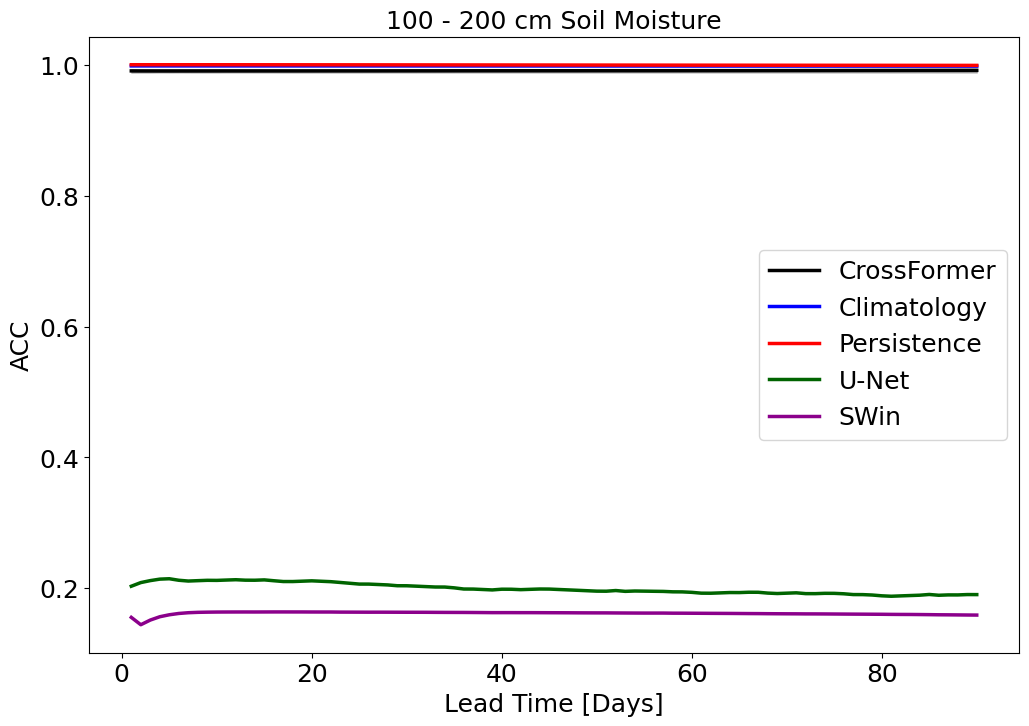 100 - 200 cm Soil Moisture
ACC
1.0
0.8
0.6
0.4
0.2
CrossFormer
Climatology
Persistence
U-Net
SWin
0 20 40 60 80
Lead Time [Days]